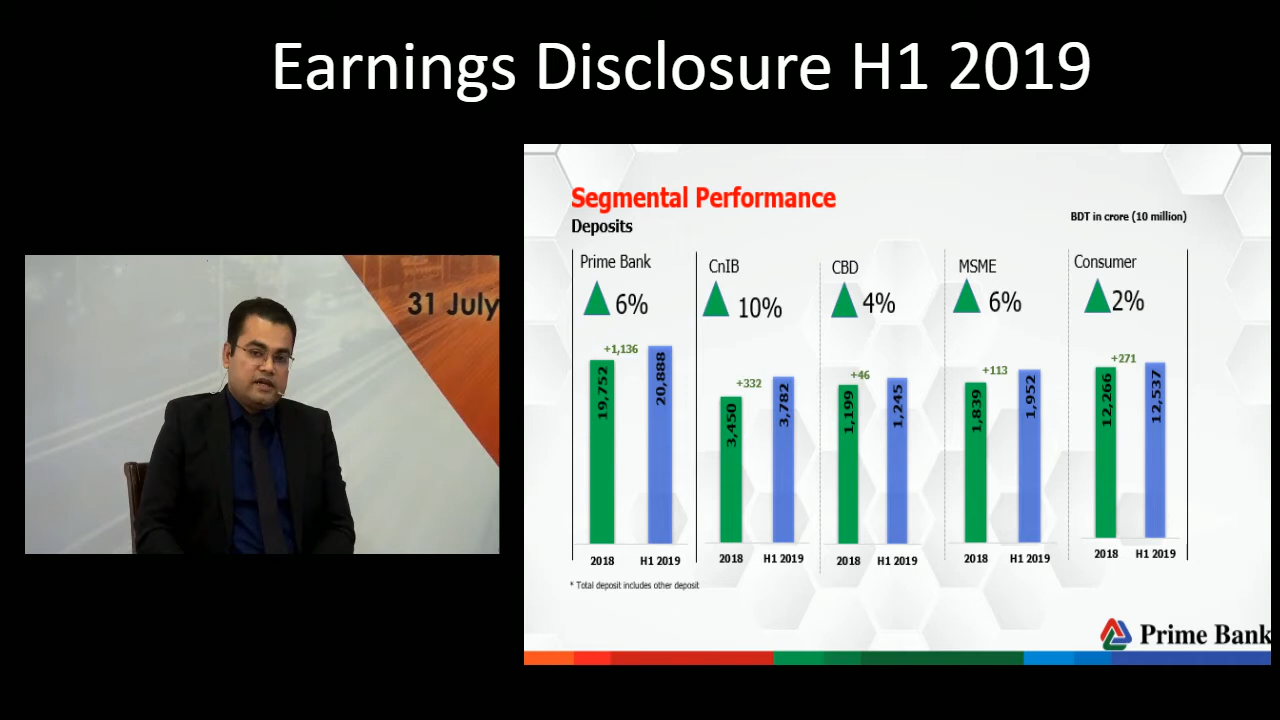 Earnings Disclosure H1 2019
31 July
Segmental Performance
Deposits
BDT in crore (10 million)
Prime Bank
6%
+1,136
19,752
20,888
2018
H1 2019
CnIB
10%
+332
3,450
3,782
2018
H1 2019
CBD
4%
+46
1,199
1,245
2018
H1 2019
MSME
6%
+113
1,839
1,952
2018
H1 2019
Consumer
2%
+271
12,266
12,537
2018
H1 2019
* Total deposit includes other deposit
Prime Bank